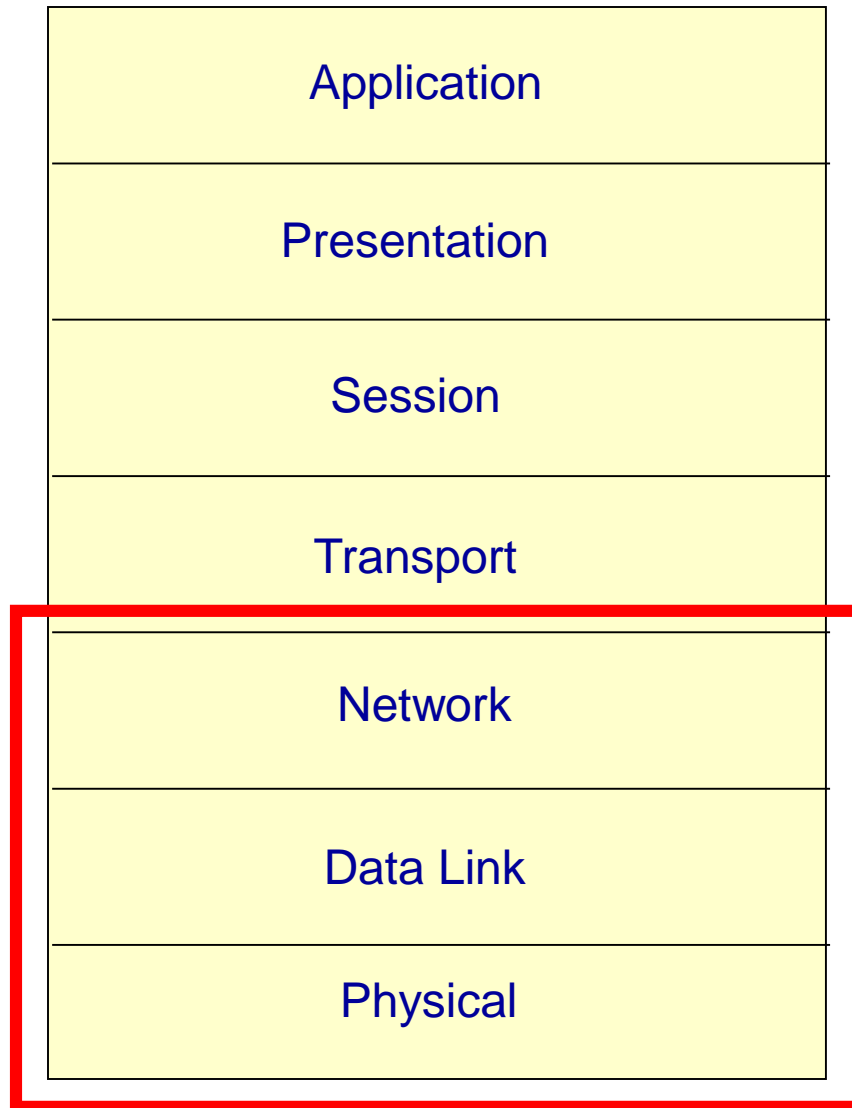 Application
Presentation
Session
Transport
Network
Data Link
Physical